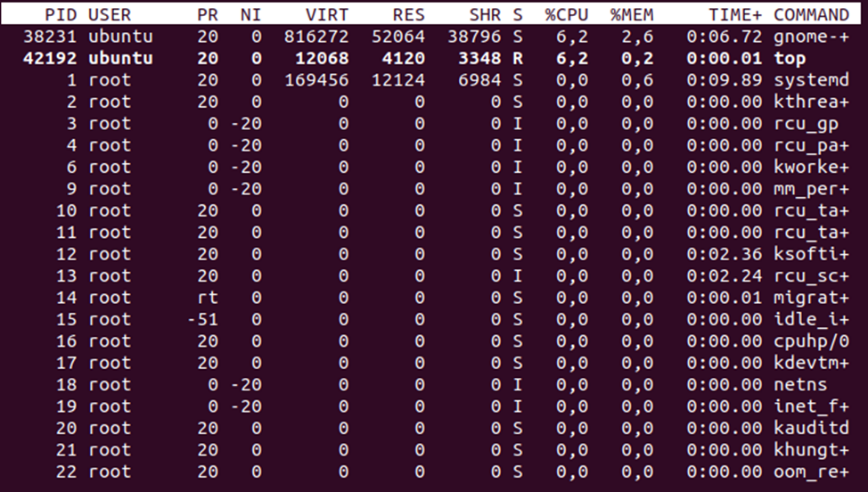 PID USER PR NI VIRT RES SHR S %CPU %MEM TIME+ COMMAND
38231 ubuntu 20 0 816272 52064 38796 S 6,2 2,6 0:06.72 gnome-+
42192 ubuntu 20 0 12068 4120 3348 R 6,2 0,2 0:00.01 top
1 root 20 0 169456 12124 6984 S 0,0 0,6 0:09.89 systemd
2 root 20 0 0 0 0 S 0,0 0,0 0:00.00 kthrea+
3 root 0 -20 0 0 0 I 0,0 0,0 0:00.00 rcu_gp
4 root 0 -20 0 0 0 I 0,0 0,0 0:00.00 rcu_pa+
6 root 0 -20 0 0 0 I 0,0 0,0 0:00.00 kworke+
9 root 0 -20 0 0 0 I 0,0 0,0 0:00.00 mm_per+
10 root 20 0 0 0 0 S 0,0 0,0 0:00.00 rcu_ta+
11 root 20 0 0 0 0 S 0,0 0,0 0:00.00 rcu_ta+
12 root 20 0 0 0 0 S 0,0 0,0 0:02.36 ksofti+
13 root 20 0 0 0 0 I 0,0 0,0 0:02.24 rcu_sc+
14 root rt 0 0 0 0 S 0,0 0,0 0:00.01 migrat+
15 root -51 0 0 0 0 S 0,0 0,0 0:00.00 idle_i+
16 root 20 0 0 0 0 S 0,0 0,0 0:00.00 cpuhp/0
17 root 20 0 0 0 0 S 0,0 0,0 0:00.00 kdevtm+
18 root 0 -20 0 0 0 I 0,0 0,0 0:00.00 netns
19 root 0 -20 0 0 0 I 0,0 0,0 0:00.00 inet_f+
20 root 20 0 0 0 0 S 0,0 0,0 0:00.00 kauditd
21 root 20 0 0 0 0 S 0,0 0,0 0:00.00 khungt+
22 root 20 0 0 0 0 S 0,0 0,0 0:00.00 oom_re+